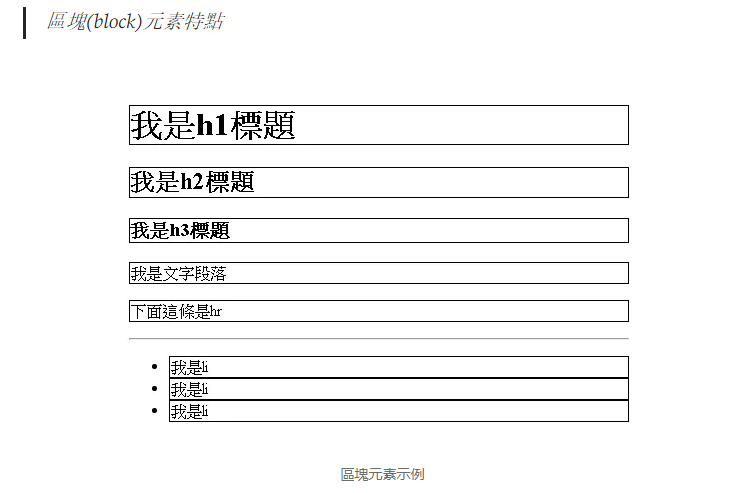 區塊(block)元素特點
我是h1標題
我是h2標題
我是h3標題
我是文字段落
下面這條是hr
我是li
我是li
我是li
區塊元素示例